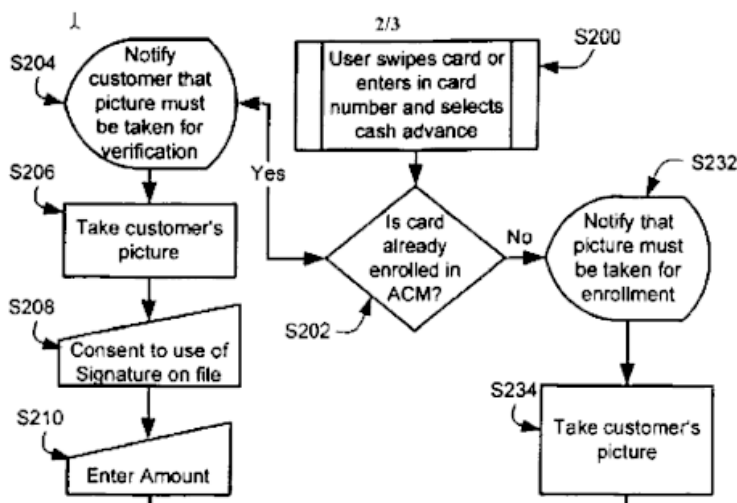 2/3
S200
User swipes card or
enters in card
number and selects
cash advance
S204
Notify
customer that
picture must
be taken for
verification
S206
Take customer's
picture
Yes
Is card
already
enrolled in
ACM?
S202
No
S232
Notify that
picture must
be taken for
enrollment
S208
Consent to use of
Signature on file
S210
Enter Amount
S234
Take customer's
picture